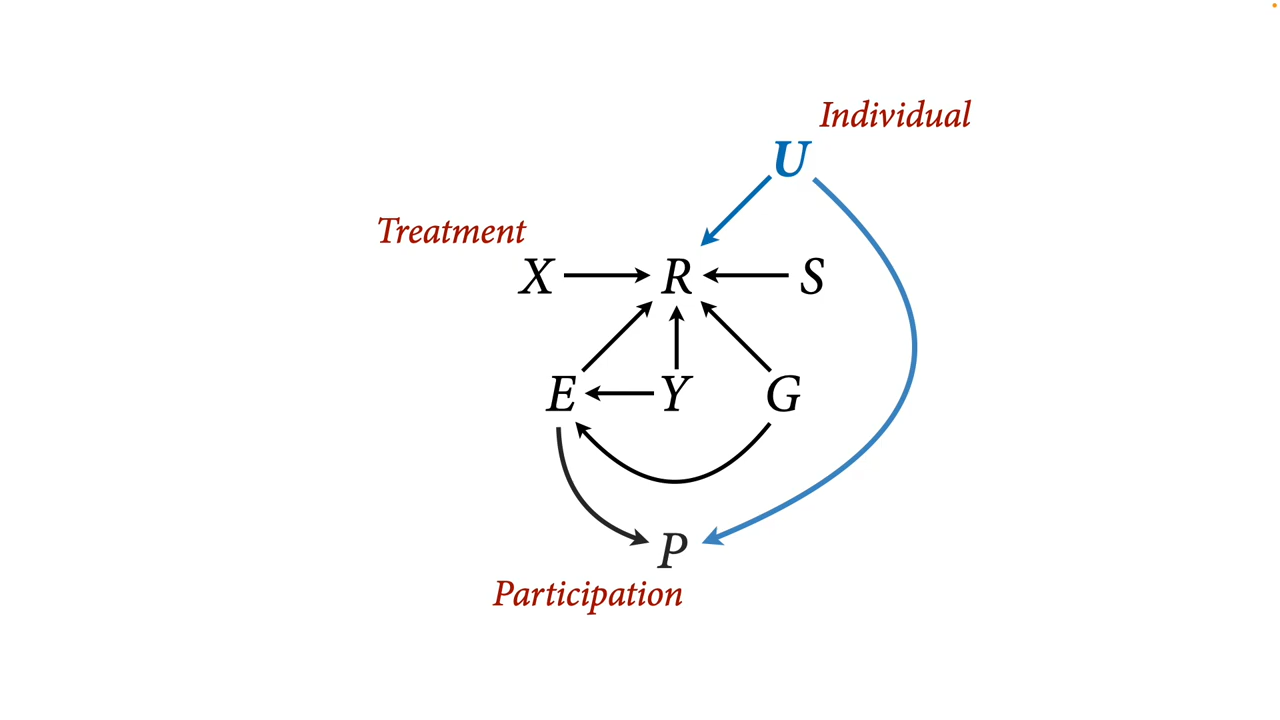 Individual
U
Treatment
X R S
E Y G
P
Participation